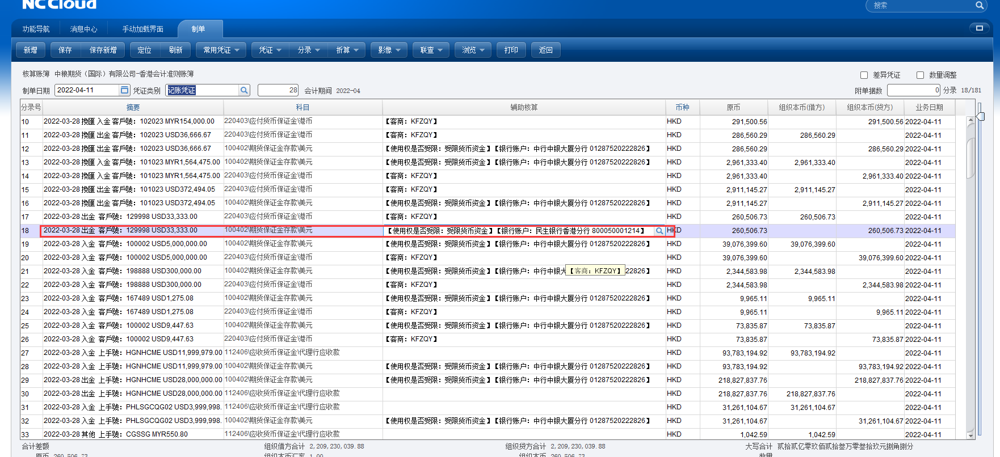 NC Cloud
搜索
功能导航 消息中心 手动加载界面 制单
新增 保存 保存新增 定位 刷新 常用凭证 凭证 分录 折算 影像 联查 浏览 打印 返回
核算账簿 中粮期货（国际）有限公司-香港会计准则账簿 差异凭证 数量调整
制单日期 2022-04-11 凭证类别 记账凭证 28 会计期间 2022-04 附单据数 0 分录 18/181
分录号 摘要 科目 辅助核算 币种 原币 组织本币(借方) 组织本币(贷方) 业务日期
10 2022-03-28 換匯 入金 客戶號：102023 MYR154,000.00 220403\应付货币保证金\港币 【客商：KFZQY】 HKD 291,500.56 291,500.56 2022-04-11
11 2022-03-28 換匯 出金 客戶號：102023 USD36,666.67 220403\应付货币保证金\港币 【客商：KFZQY】 HKD 286,560.29 286,560.29 2022-04-11
12 2022-03-28 換匯 出金 客戶號：102023 USD36,666.67 100402\期货保证金存款\美元 【使用权是否受限：受限货币资金】【银行账户：中行中银大厦分行 01287520222826】 HKD 286,560.29 286,560.29 2022-04-11
13 2022-03-28 換匯 入金 客戶號：101023 MYR1,564,475.00 100402\期货保证金存款\美元 【使用权是否受限：受限货币资金】【银行账户：中行中银大厦分行 01287520222826】 HKD 2,961,333.40 2,961,333.40 2022-04-11
14 2022-03-28 換匯 入金 客戶號：101023 MYR1,564,475.00 220403\应付货币保证金\港币 【客商：KFZQY】 HKD 2,961,333.40 2,961,333.40 2022-04-11
15 2022-03-28 換匯 出金 客戶號：101023 USD372,494.05 220403\应付货币保证金\港币 【客商：KFZQY】 HKD 2,911,145.27 2,911,145.27 2022-04-11
16 2022-03-28 換匯 出金 客戶號：101023 USD372,494.05 100402\期货保证金存款\美元 【使用权是否受限：受限货币资金】【银行账户：中行中银大厦分行 01287520222826】 HKD 2,911,145.27 2,911,145.27 2022-04-11
17 2022-03-28 出金 客戶號：129998 USD33,333.00 220403\应付货币保证金\港币 【客商：KFZQY】 HKD 260,506.73 260,506.73 2022-04-11
18 2022-03-28 出金 客戶號：129998 USD33,333.00 100402\期货保证金存款\美元 【使用权是否受限：受限货币资金】【银行账户：民生银行香港分行 800050001214】 HKD 260,506.73 260,506.73 2022-04-11
19 2022-03-28 入金 客戶號：100002 USD5,000,000.00 100402\期货保证金存款\美元 【使用权是否受限：受限货币资金】【银行账户：中行中银大厦分行 01287520222826】 HKD 39,076,399.60 39,076,399.60 2022-04-11
20 2022-03-28 入金 客戶號：100002 USD5,000,000.00 220403\应付货币保证金\港币 【客商：KFZQY】 HKD 39,076,399.60 39,076,399.60 2022-04-11
21 2022-03-28 入金 客戶號：198888 USD300,000.00 100402\期货保证金存款\美元 【使用权是否受限：受限货币资金】【银行账户：中行中银大 【客商：KFZQY】 22826】 HKD 2,344,583.98 2,344,583.98 2022-04-11
22 2022-03-28 入金 客戶號：198888 USD300,000.00 220403\应付货币保证金\港币 【客商：KFZQY】 HKD 2,344,583.98 2,344,583.98 2022-04-11
23 2022-03-28 入金 客戶號：167489 USD1,275.08 100402\期货保证金存款\美元 【使用权是否受限：受限货币资金】【银行账户：中行中银大厦分行 01287520222826】 HKD 9,965.11 9,965.11 2022-04-11
24 2022-03-28 入金 客戶號：167489 USD1,275.08 220403\应付货币保证金\港币 【客商：KFZQY】 HKD 9,965.11 9,965.11 2022-04-11
25 2022-03-28 入金 客戶號：100002 USD9,447.63 100402\期货保证金存款\美元 【使用权是否受限：受限货币资金】【银行账户：中行中银大厦分行 01287520222826】 HKD 73,835.87 73,835.87 2022-04-11
26 2022-03-28 入金 客戶號：100002 USD9,447.63 220403\应付货币保证金\港币 【客商：KFZQY】 HKD 73,835.87 73,835.87 2022-04-11
27 2022-03-28 入金 上手號：HGNHCME USD11,999,979.00 112406\应收货币保证金\代理行应收款 HKD 93,783,194.92 93,783,194.92 2022-04-11
28 2022-03-28 入金 上手號：HGNHCME USD11,999,979.00 100402\期货保证金存款\美元 【使用权是否受限：受限货币资金】【银行账户：中行中银大厦分行 01287520222826】 HKD 93,783,194.92 93,783,194.92 2022-04-11
29 2022-03-28 出金 上手號：HGNHCME USD28,000,000.00 100402\期货保证金存款\美元 【使用权是否受限：受限货币资金】【银行账户：中行中银大厦分行 01287520222826】 HKD 218,827,837.76 218,827,837.76 2022-04-11
30 2022-03-28 出金 上手號：HGNHCME USD28,000,000.00 112406\应收货币保证金\代理行应收款 HKD 218,827,837.76 218,827,837.76 2022-04-11
31 2022-03-28 入金 上手號：PHLSGCQG02 USD3,999,998. 112406\应收货币保证金\代理行应收款 HKD 31,261,104.67 31,261,104.67 2022-04-11
32 2022-03-28 入金 上手號：PHLSGCQG02 USD3,999,998. 100402\期货保证金存款\美元 【使用权是否受限：受限货币资金】【银行账户：中行中银大厦分行 01287520222826】 HKD 31,261,104.67 31,261,104.67 2022-04-11
33 2022-03-28 其他 上手號：CGSSG MYR550.80 112406\应收货币保证金\代理行应收款 HKD 1,042.59 1,042.59 2022-04-11
合计差额 组织借方合计 2,209,230,039.88 组织贷方合计 2,209,230,039.88 大写合计 贰拾贰亿零玖佰贰拾叁万零叁拾玖元捌角捌分
原币 260,506.73 组织本币汇率 1.00 组织本币 260,506.73 数量